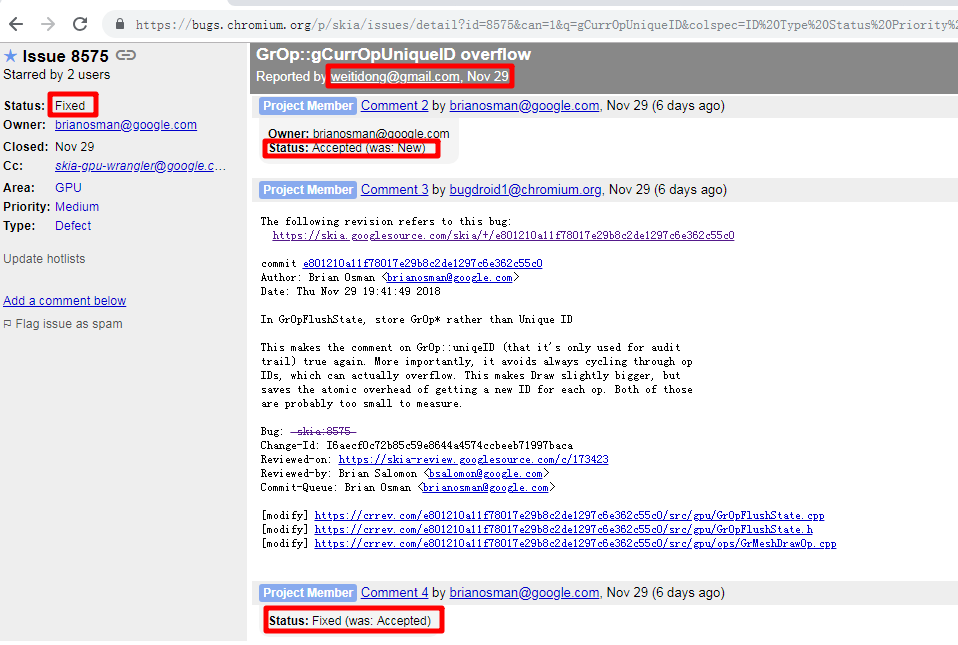 https://bugs.chromium.org/p/skia/issues/detail?id=8575&can=1&q=gCurrOpUniqueID&colspec=ID%20Type%20Status%20Priority%2
Issue 8575
Starred by 2 users
Status: Fixed
Owner: brianosman@google.com
Closed: Nov 29
Cc: skia-gpu-wrangler@google.c...
Area: GPU
Priority: Medium
Type: Defect
Update hotlists
Add a comment below
Flag issue as spam
GrOp::gCurrOpUniqueID overflow
Reported by weitidong@gmail.com, Nov 29
Project Member Comment 2 by brianosman@google.com, Nov 29 (6 days ago)
Owner: brianosman@google.com
Status: Accepted (was: New)
Project Member Comment 3 by bugdroid1@chromium.org, Nov 29 (6 days ago)
The following revision refers to this bug:
https://skia.googlesource.com/skia/+/e801210a11f78017e29b8c2de1297c6e362c55c0
commit e801210a11f78017e29b8c2de1297c6e362c55c0
Author: Brian Osman <brianosman@google.com>
Date: Thu Nov 29 19:41:49 2018
In GrOpFlushState, store GrOp* rather than Unique ID
This makes the comment on GrOp::uniqeID (that it's only used for audit
trail) true again. More importantly, it avoids always cycling through op
IDs, which can actually overflow. This makes Draw slightly bigger, but
saves the atomic overhead of getting a new ID for each op. Both of those
are probably too small to measure.
Bug: skia:8575
Change-Id: I6aecf0c72b85c59e8644a4574ccbeeb71997baca
Reviewed-on: https://skia-review.googlesource.com/c/173423
Reviewed-by: Brian Salomon <bsalomon@google.com>
Commit-Queue: Brian Osman <brianosman@google.com>
[modify] https://crrev.com/e801210a11f78017e29b8c2de1297c6e362c55c0/src/gpu/GrOpFlushState.cpp
[modify] https://crrev.com/e801210a11f78017e29b8c2de1297c6e362c55c0/src/gpu/GrOpFlushState.h
[modify] https://crrev.com/e801210a11f78017e29b8c2de1297c6e362c55c0/src/gpu/ops/GrMeshDrawOp.cpp
Project Member Comment 4 by brianosman@google.com, Nov 29 (6 days ago)
Status: Fixed (was: Accepted)